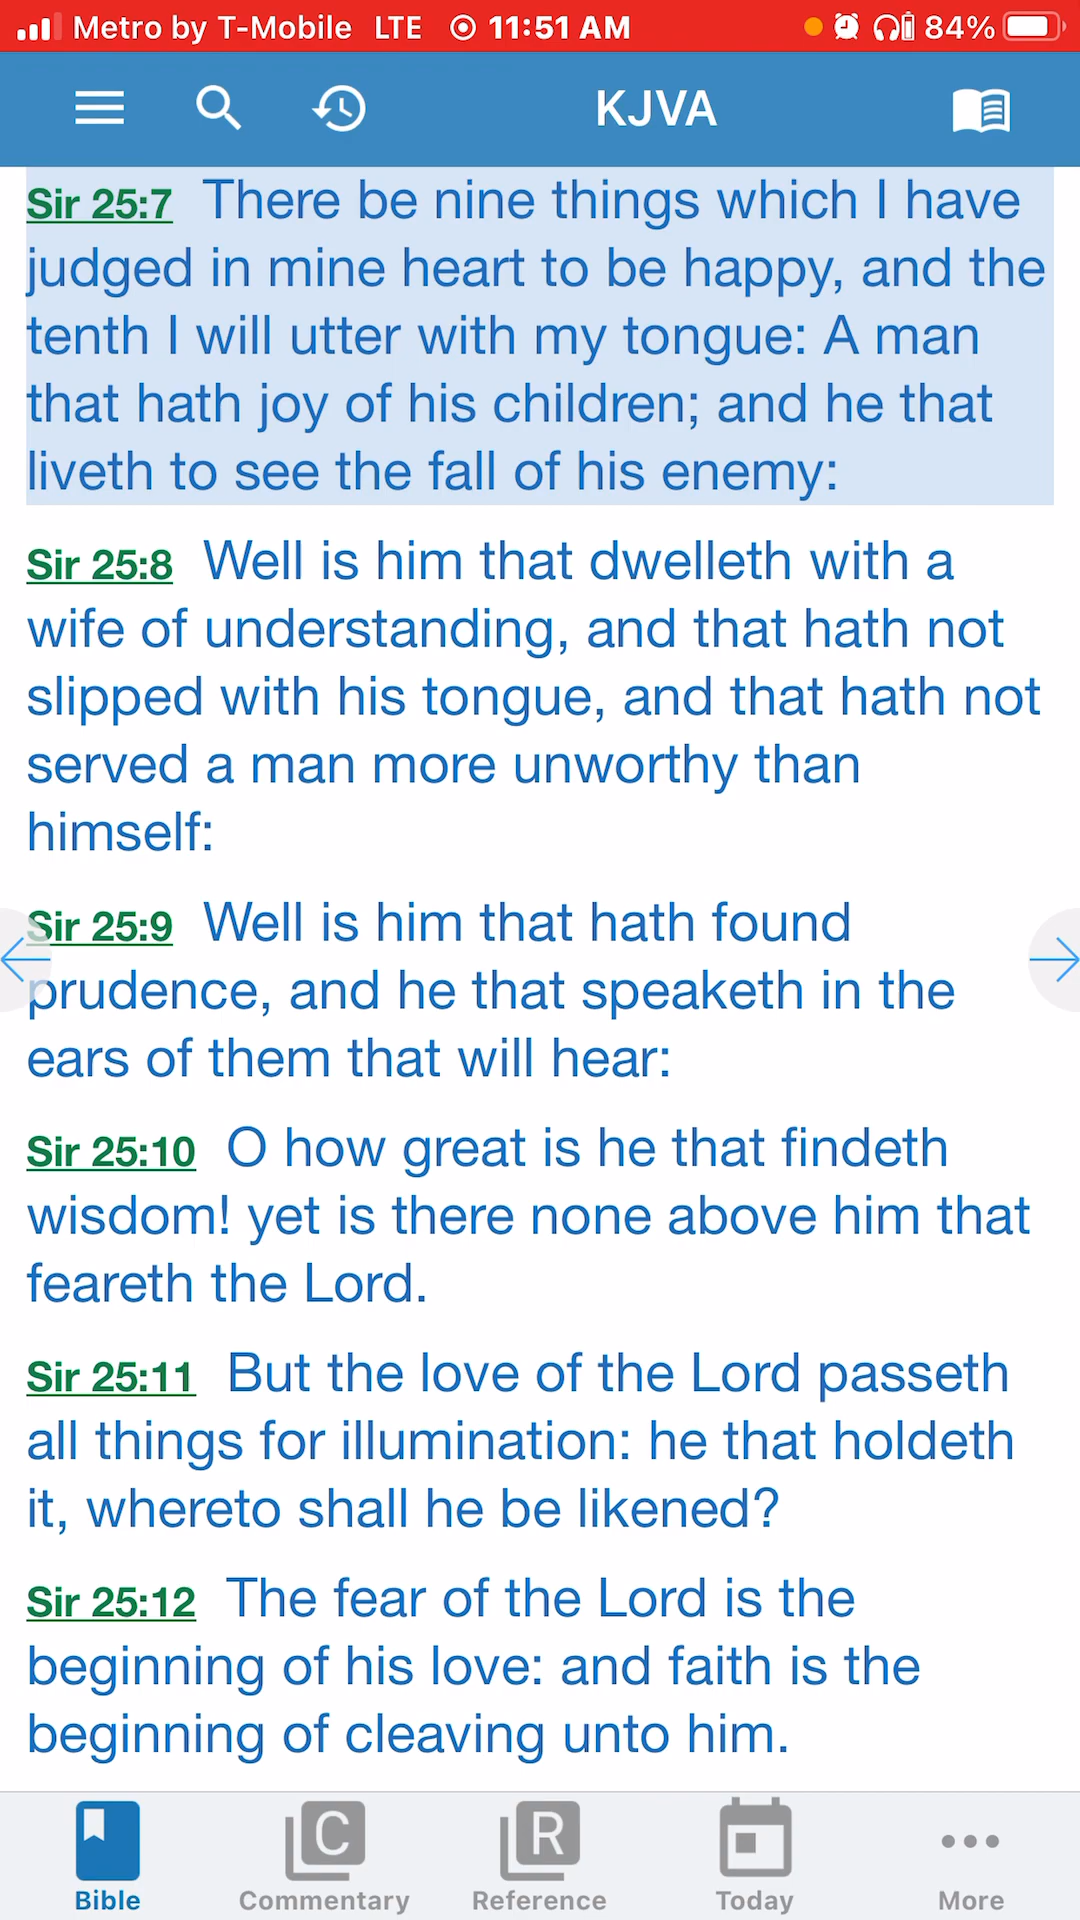 Metro by T-Mobile LTE 11:51 AM 84%
KJVA
Sir 25:7 There be nine things which I have
judged in mine heart to be happy, and the
tenth I will utter with my tongue: A man
that hath joy of his children; and he that
liveth to see the fall of his enemy:
Sir 25:8 Well is him that dwelleth with a
wife of understanding, and that hath not
slipped with his tongue, and that hath not
served a man more unworthy than
himself:
Sir 25:9 Well is him that hath found
prudence, and he that speaketh in the
ears of them that will hear:
Sir 25:10 O how great is he that findeth
wisdom! yet is there none above him that
feareth the Lord.
Sir 25:11 But the love of the Lord passeth
all things for illumination: he that holdeth
it, whereto shall he be likened?
Sir 25:12 The fear of the Lord is the
beginning of his love: and faith is the
beginning of cleaving unto him.
C R
Bible Commentary Reference Today More